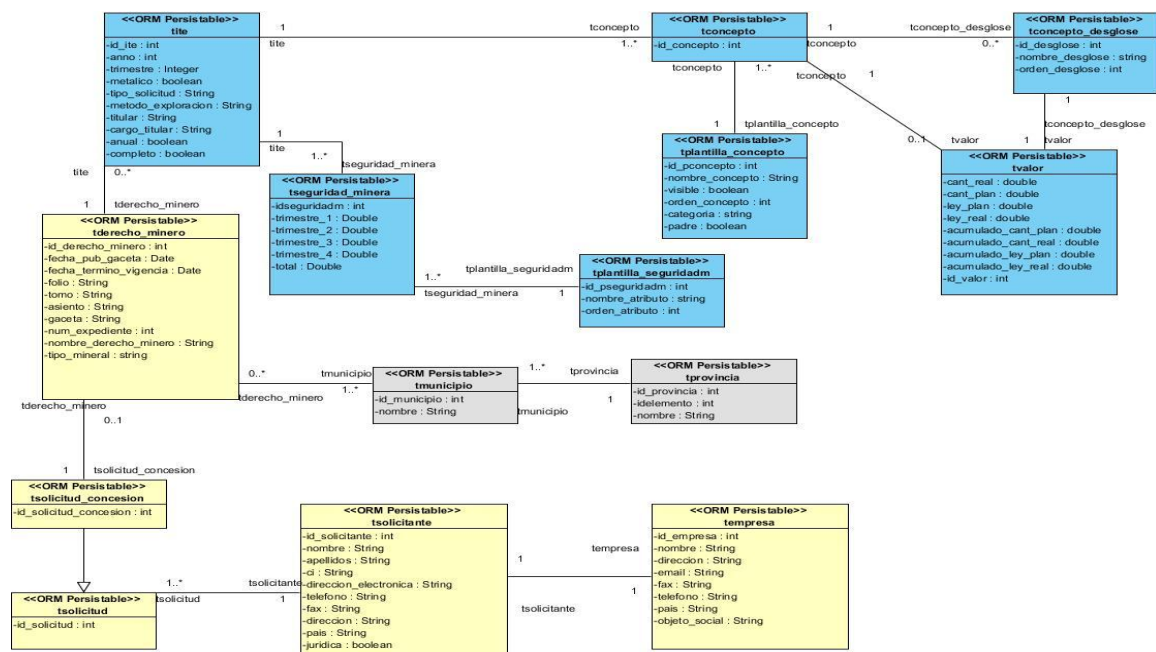 <<ORM Persistable>>
tite
-id_ite : int
-anno : int
-trimestre : Integer
-metalico : boolean
-tipo_solicitud : String
-metodo_exploracion : String
-titular : String
-cargo_titular : String
-anual : boolean
-completo : boolean
1
tite
tconcepto
1..*
<<ORM Persistable>>
tconcepto
-id_concepto : int
1
tconcepto
tconcepto_desglose
0..*
<<ORM Persistable>>
tconcepto_desglose
-id_desglose : int
-nombre_desglose : string
-orden_desglose : int
tconcepto
1..*
tconcepto
1
1
tconcepto_desglose
1
tplantilla_concepto
0..1
tvalor
1
tvalor
1
tite
1..*
tseguridad_minera
<<ORM Persistable>>
tplantilla_concepto
-id_pconcepto : int
-nombre_concepto : String
-visible : boolean
-orden_concepto : int
-categoria : string
-padre : boolean
<<ORM Persistable>>
tvalor
-cant_real : double
-cant_plan : double
-ley_plan : double
-ley_real : double
-acumulado_cant_plan : double
-acumulado_cant_real : double
-acumulado_ley_plan : double
-acumulado_ley_real : double
-id_valor : int
tite
0..*
1
tderecho_minero
<<ORM Persistable>>
tseguridad_minera
-idseguridadm : int
-trimestre_1 : Double
-trimestre_2 : Double
-trimestre_3 : Double
-trimestre_4 : Double
-total : Double
<<ORM Persistable>>
tderecho_minero
-id_derecho_minero : int
-fecha_pub_gaceta : Date
-fecha_termino_vigencia : Date
-folio : String
-tomo : String
-asiento : String
-gaceta : String
-num_expediente : int
-nombre_derecho_minero : String
-tipo_mineral : string
tplantilla_seguridadm
1..*
tseguridad_minera
1
<<ORM Persistable>>
tplantilla_seguridadm
-id_pseguridadm : int
-nombre_atributo : string
-orden_atributo : int
0..*
tmunicipio
tderecho_minero
1..*
<<ORM Persistable>>
tmunicipio
-id_municipio : int
-nombre : String
1..*
tprovincia
tmunicipio
1
<<ORM Persistable>>
tprovincia
-id_provincia : int
-idelemento : int
-nombre : String
tderecho_minero
0..1
1
tsolicitud_concesion
<<ORM Persistable>>
tsolicitud_concesion
-id_solicitud_concesion : int
<<ORM Persistable>>
tsolicitud
-id_solicitud : int
1..*
tsolicitante
tsolicitud
1
<<ORM Persistable>>
tsolicitante
-id_solicitante : int
-nombre : String
-apellidos : String
-ci : String
-direccion_electronica : String
-telefono : String
-fax : String
-direccion : String
-pais : String
-juridica : boolean
tempresa
1
1
tsolicitante
<<ORM Persistable>>
tempresa
-id_empresa : int
-nombre : String
-direccion : String
-email : String
-fax : String
-telefono : String
-pais : String
-objeto_social : String